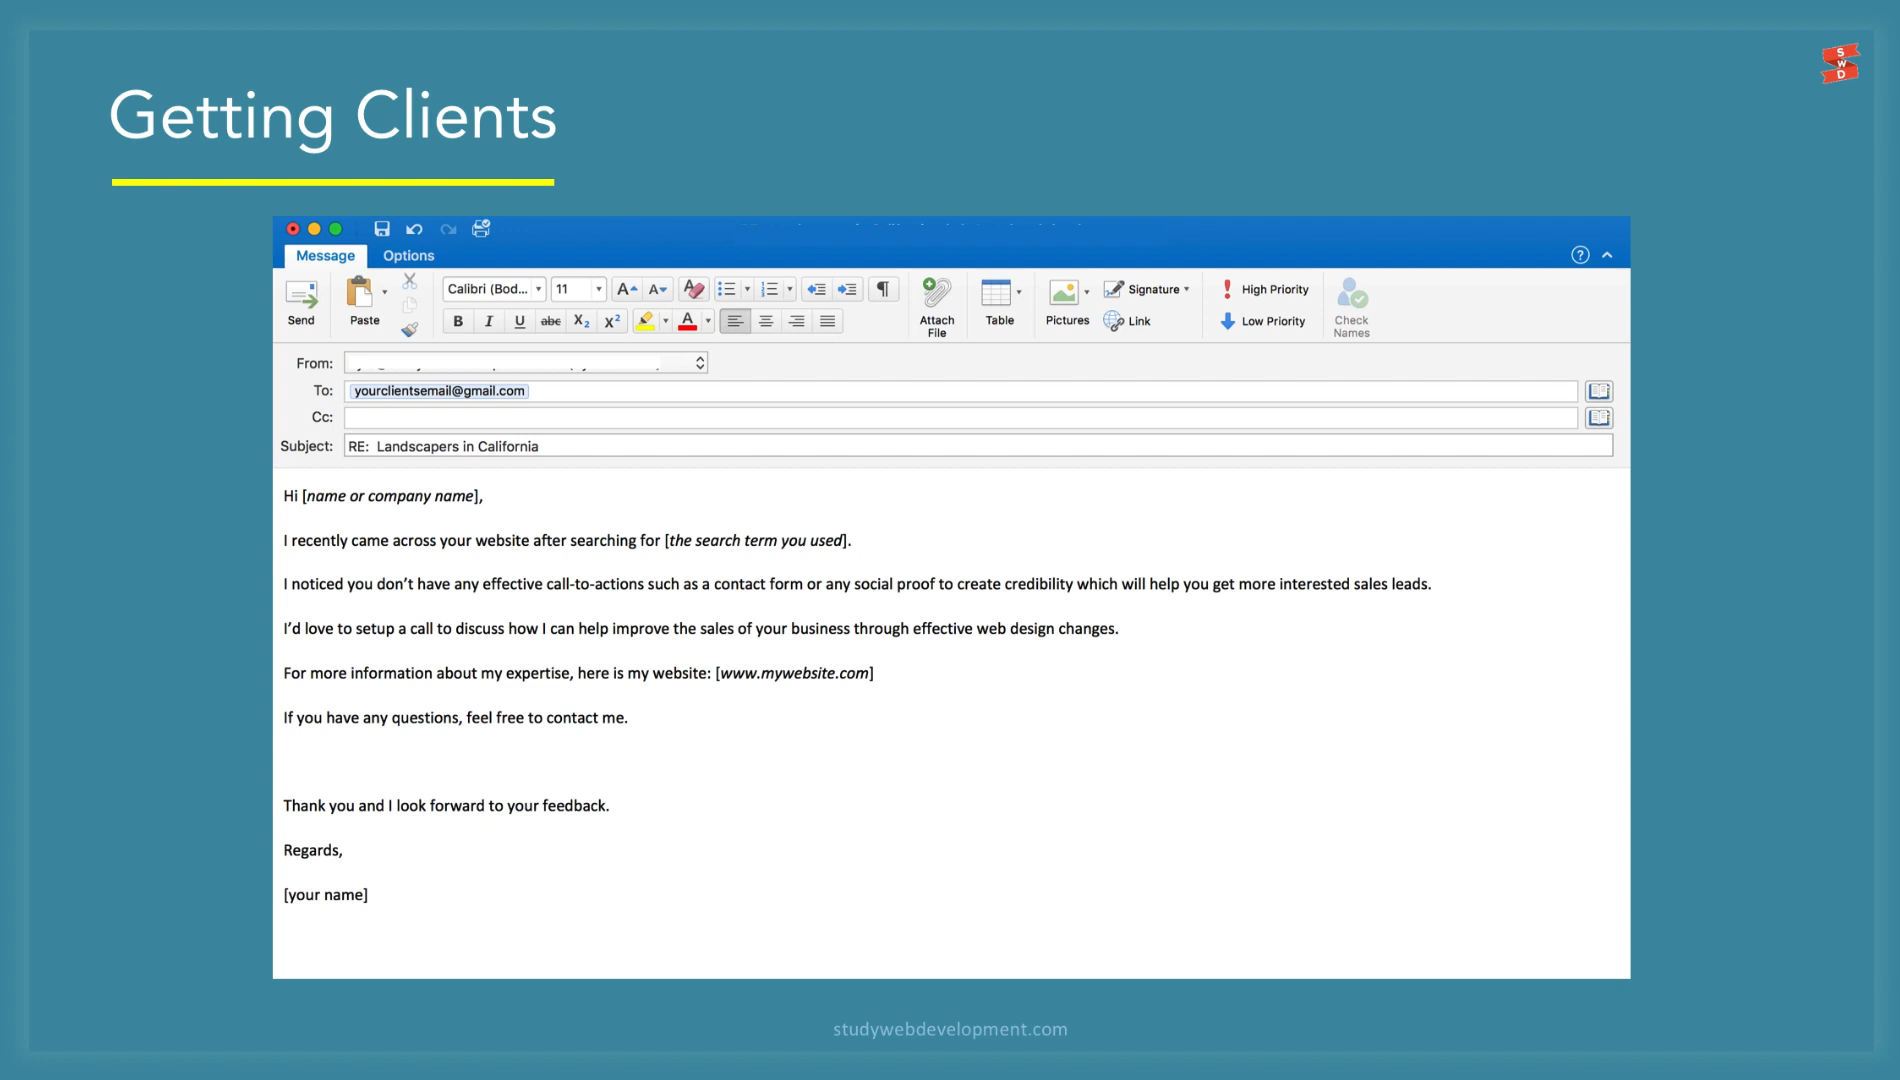 S
W
D
Getting Clients
Message Options
Send Paste Calibri (Bod... 11 Attach File Table Pictures Signature Link High Priority Low Priority Check Names
From:
To: yourclientsemail@gmail.com
Cc:
Subject: RE: Landscapers in California
Hi [name or company name],
I recently came across your website after searching for [the search term you used].
I noticed you don’t have any effective call-to-actions such as a contact form or any social proof to create credibility which will help you get more interested sales leads.
I’d love to setup a call to discuss how I can help improve the sales of your business through effective web design changes.
For more information about my expertise, here is my website: [www.mywebsite.com]
If you have any questions, feel free to contact me.
Thank you and I look forward to your feedback.
Regards,
[your name]
studywebdevelopment.com